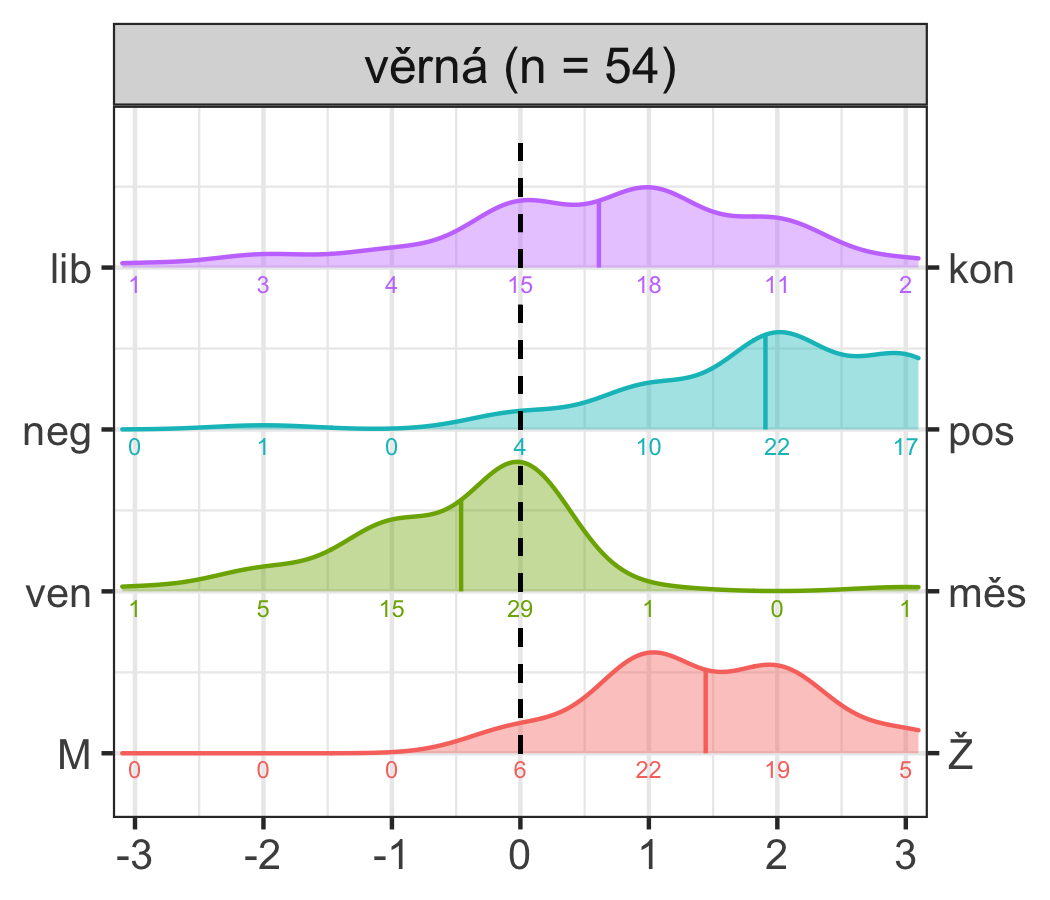 věrná (n = 54)
lib kon
1 3 4 15 18 11 2
neg pos
0 1 0 4 10 22 17
ven měs
1 5 15 29 1 0 1
M Ž
0 0 0 6 22 19 5
-3 -2 -1 0 1 2 3